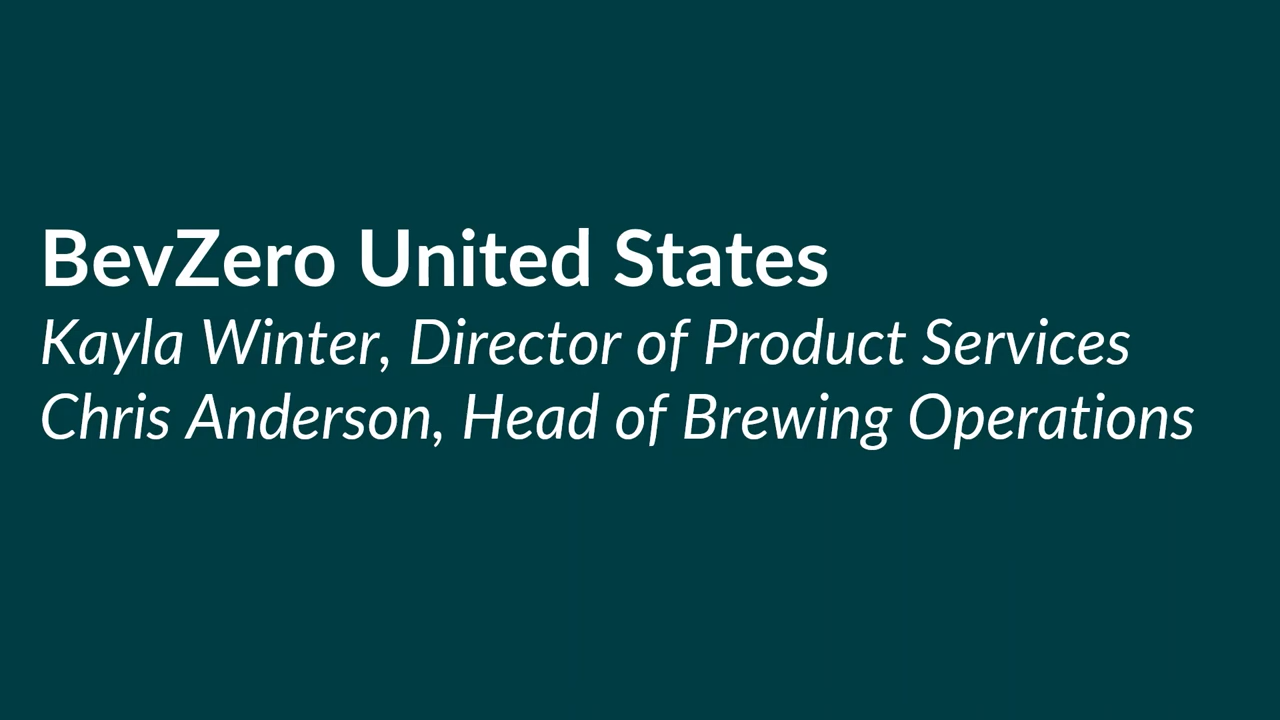 BevZero United States
Kayla Winter, Director of Product Services
Chris Anderson, Head of Brewing Operations